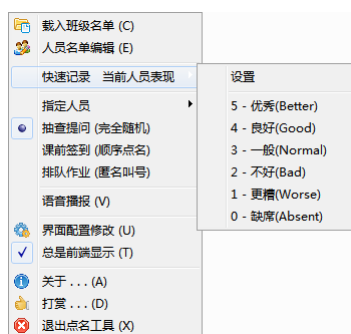 载入班级名单 (C)
人员名单编辑 (E)
快速记录 当前人员表现
指定人员
抽查提问 (完全随机)
课前签到 (顺序点名)
排队作业 (匿名叫号)
语音播报 (V)
界面配置修改 (U)
总是前端显示 (T)
关于 . . . (A)
打赏 . . . (D)
退出点名工具 (X)
设置
5 - 优秀(Better)
4 - 良好(Good)
3 - 一般(Normal)
2 - 不好(Bad)
1 - 更糟(Worse)
0 - 缺席(Absent)